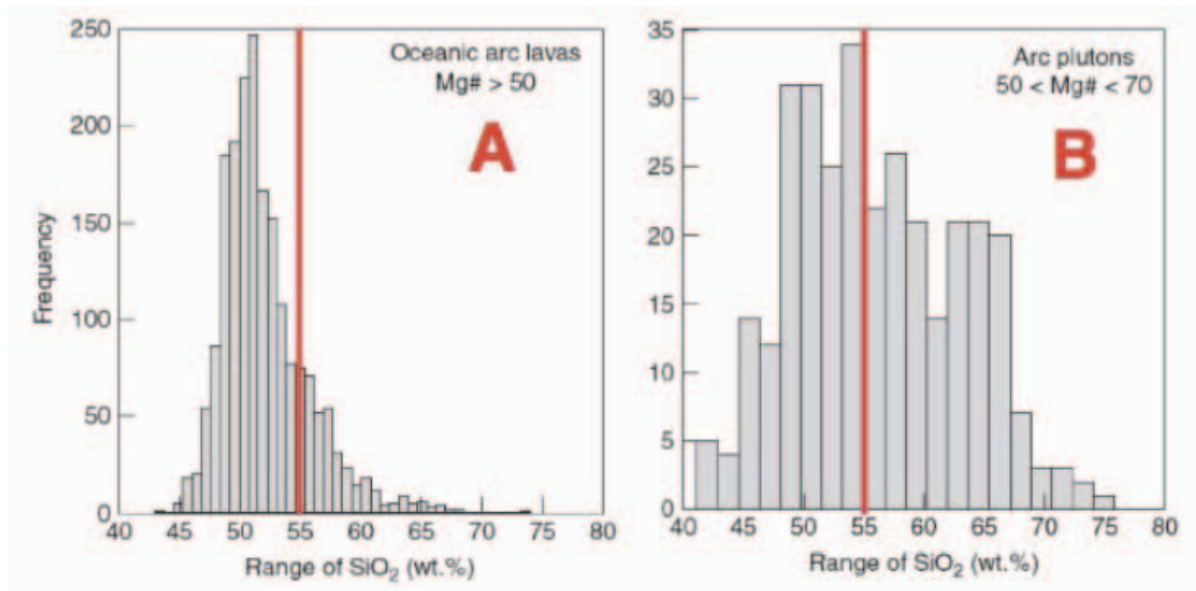 250
200
150
100
50
0
Frequency
Oceanic arc lavas
Mg# > 50
A
40 45 50 55 60 65 70 75 80
Range of SiO₂ (wt.%)
35
30
25
20
15
10
5
0
Arc plutons
50 < Mg# < 70
B
40 45 50 55 60 65 70 75 80
Range of SiO₂ (wt.%)